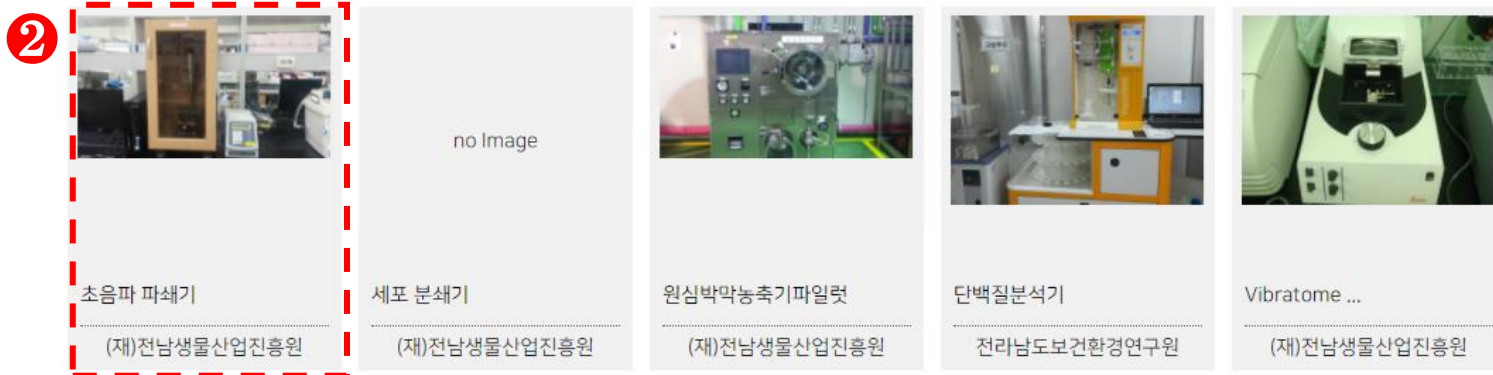 2
no Image
초음파 파쇄기
세포 분쇄기
원심박막농축기파일럿
단백질분석기
Vibratome ...
(재)전남생물산업진흥원
(재)전남생물산업진흥원
(재)전남생물산업진흥원
전라남도보건환경연구원
(재)전남생물산업진흥원